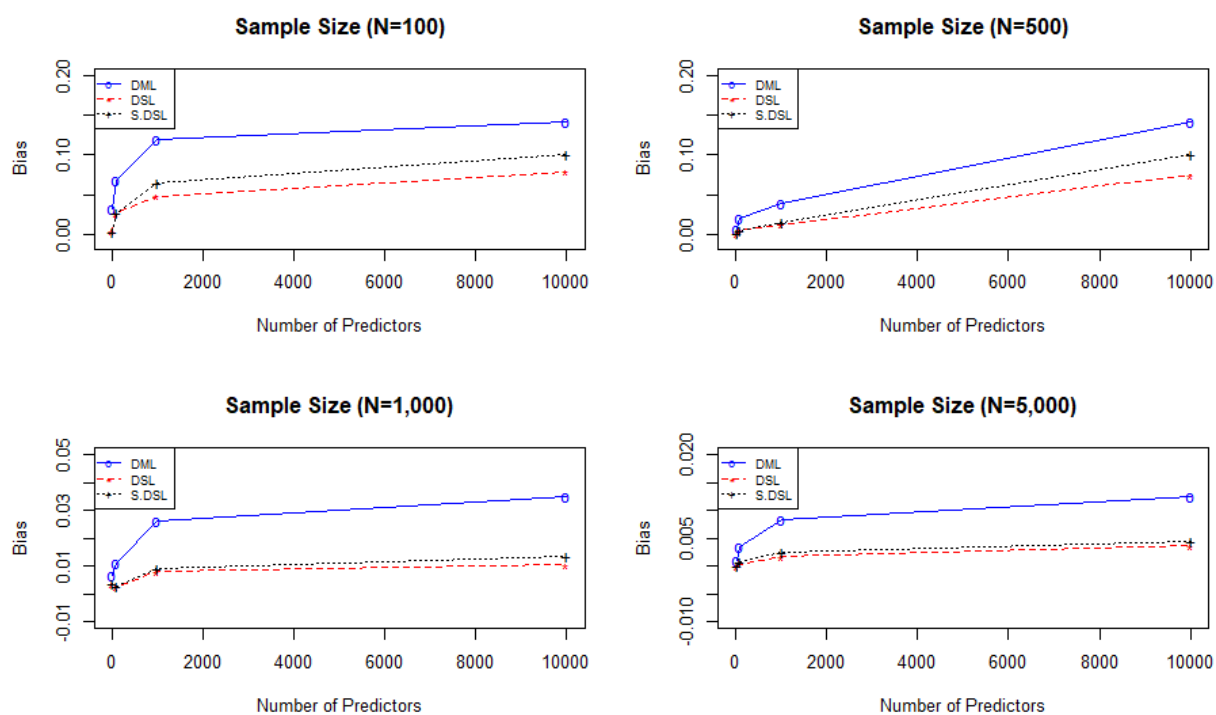 Sample Size (N=100)
Bias
0.00 0.10 0.20
DML
DSL
S.DSL
0 2000 4000 6000 8000 10000
Number of Predictors
Sample Size (N=500)
Bias
0.00 0.10 0.20
DML
DSL
S.DSL
0 2000 4000 6000 8000 10000
Number of Predictors
Sample Size (N=1,000)
Bias
-0.01 0.01 0.03 0.05
DML
DSL
S.DSL
0 2000 4000 6000 8000 10000
Number of Predictors
Sample Size (N=5,000)
Bias
-0.010 0.005 0.020
DML
DSL
S.DSL
0 2000 4000 6000 8000 10000
Number of Predictors